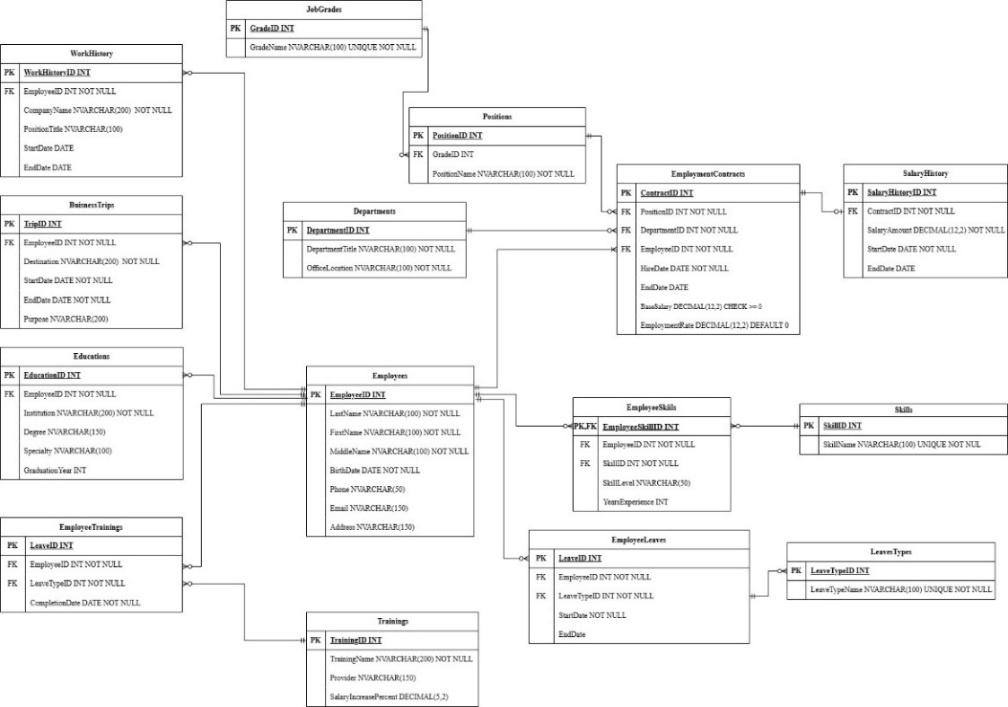 JobGrades
PK GradeID INT
GradeName NVARCHAR(100) UNIQUE NOT NULL
WorkHistory
PK WorkHistoryID INT
FK EmployeeID INT NOT NULL
CompanyName NVARCHAR(200) NOT NULL
PositionTitle NVARCHAR(100)
StartDate DATE
EndDate DATE
Positions
PK PositionID INT
FK GradeID INT
PositionName NVARCHAR(100) NOT NULL
EmploymentContracts
PK ContractID INT
FK PositionID INT NOT NULL
FK DepartmentID INT NOT NULL
FK EmployeeID INT NOT NULL
HireDate DATE NOT NULL
EndDate DATE
BaseSalary DECIMAL(12,2) CHECK >= 0
EmploymentRate DECIMAL(12,2) DEFAULT 0
SalaryHistory
PK SalaryHistoryID INT
FK ContractID INT NOT NULL
SalaryAmount DECIMAL(12,2) NOT NULL
StartDate DATE NOT NULL
EndDate DATE
BuisnessTrips
PK TripID INT
FK EmployeeID INT NOT NULL
Destination NVARCHAR(200) NOT NULL
StartDate DATE NOT NULL
EndDate DATE NOT NULL
Purpose NVARCHAR(200)
Departments
PK DepartmentID INT
DepartmentTitle NVARCHAR(100) NOT NULL
OfficeLocation NVARCHAR(100) NOT NULL
Educations
PK EducationID INT
FK EmployeeID INT NOT NULL
Institution NVARCHAR(200) NOT NULL
Degree NVARCHAR(150)
Specialty NVARCHAR(100)
GraduationYear INT
Employees
PK EmployeeID INT
LastName NVARCHAR(100) NOT NULL
FirstName NVARCHAR(100) NOT NULL
MiddleName NVARCHAR(100) NOT NULL
BirthDate DATE NOT NULL
Phone NVARCHAR(50)
Email NVARCHAR(150)
Address NVARCHAR(150)
EmployeeSkiils
PK,FK EmployeeSkillID INT
FK EmployeeID INT NOT NULL
FK SkillID INT NOT NULL
SkillLevel NVARCHAR(50)
YearsExperience INT
Skills
PK SkillID INT
SkillName NVARCHAR(100) UNIQUE NOT NUL
EmployeeTrainings
PK LeaveID INT
FK EmployeeID INT NOT NULL
FK LeaveTypeID INT NOT NULL
CompletionDate DATE NOT NULL
EmployeeLeaves
PK LeaveID INT
FK EmployeeID INT NOT NULL
FK LeaveTypeID INT NOT NULL
StartDate NOT NULL
EndDate
LeavesTypes
PK LeaveTypeID INT
LeaveTypeName NVARCHAR(100) UNIQUE NOT NULL
Trainings
PK TrainingID INT
TrainingName NVARCHAR(200) NOT NULL
Provider NVARCHAR(150)
SalaryIncreasePercent DECIMAL(5,2)